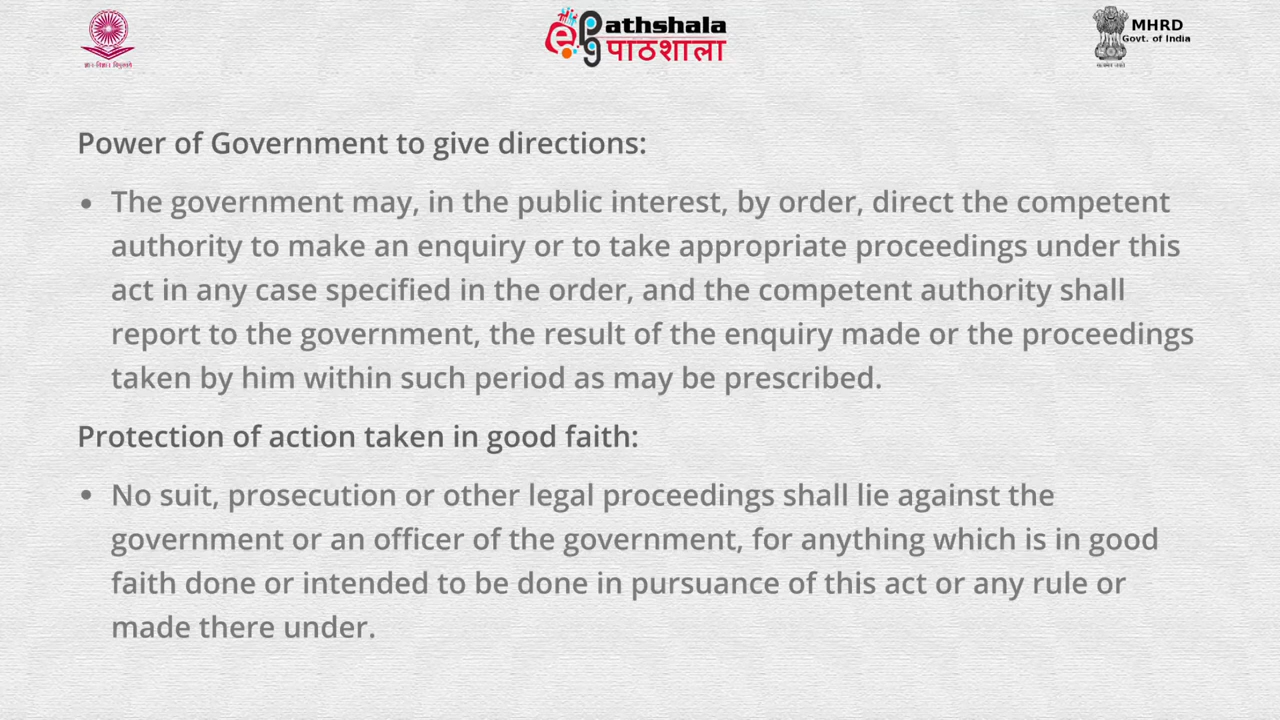 ज्ञान-विज्ञान विमुक्तये
ePG Pathshala
पाठशाला
MHRD
Govt. of India
सत्यमेव जयते
Power of Government to give directions:
• The government may, in the public interest, by order, direct the competent
authority to make an enquiry or to take appropriate proceedings under this
act in any case specified in the order, and the competent authority shall
report to the government, the result of the enquiry made or the proceedings
taken by him within such period as may be prescribed.
Protection of action taken in good faith:
• No suit, prosecution or other legal proceedings shall lie against the
government or an officer of the government, for anything which is in good
faith done or intended to be done in pursuance of this act or any rule or
made there under.